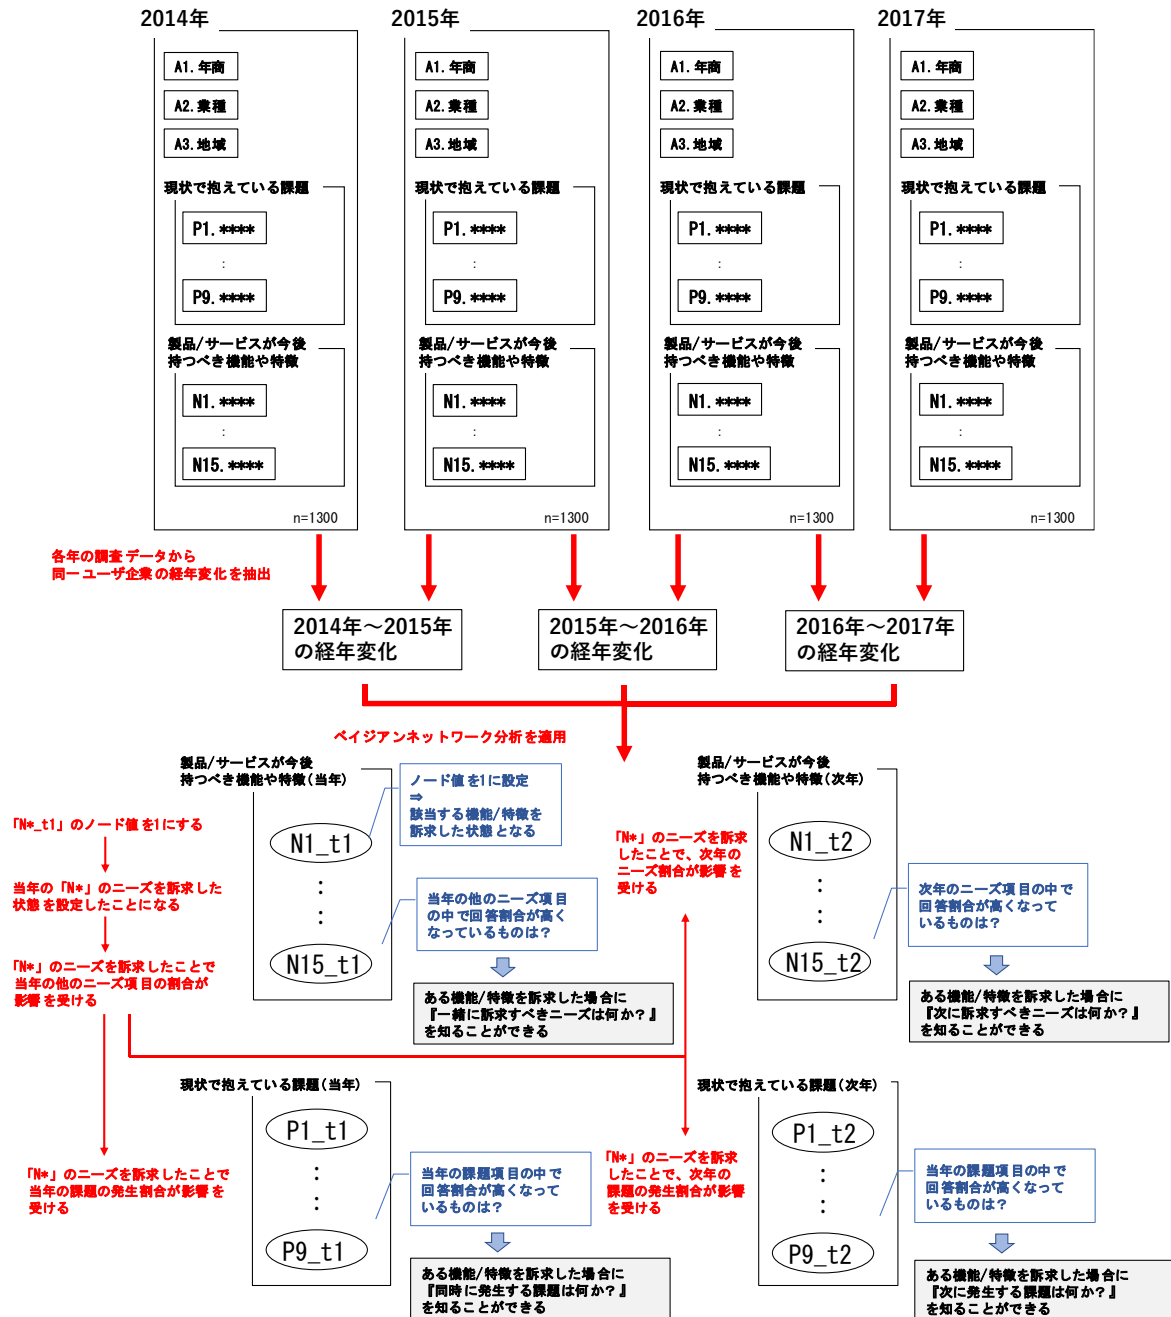 2014年
2015年
2016年
2017年
A1.年商
A2.業種
A3.地域
現状で抱えている課題
P1.****
:
P9.****
製品/サービスが今後
持つべき機能や特徴
N1.****
:
N15.****
n=1300
A1.年商
A2.業種
A3.地域
現状で抱えている課題
P1.****
:
P9.****
製品/サービスが今後
持つべき機能や特徴
N1.****
:
N15.****
n=1300
A1.年商
A2.業種
A3.地域
現状で抱えている課題
P1.****
:
P9.****
製品/サービスが今後
持つべき機能や特徴
N1.****
:
N15.****
n=1300
A1.年商
A2.業種
A3.地域
現状で抱えている課題
P1.****
:
P9.****
製品/サービスが今後
持つべき機能や特徴
N1.****
:
N15.****
n=1300
各年の調査データから
同一ユーザ企業の経年変化を抽出
2014年～2015年
の経年変化
2015年～2016年
の経年変化
2016年～2017年
の経年変化
ベイジアンネットワーク分析を適用
「N*_t1」のノード値を1にする
当年の「N*」のニーズを訴求した
状態を設定したことになる
「N*」のニーズを訴求したことで
当年の他のニーズ項目の割合が
影響を受ける
「N*」のニーズを訴求したことで
当年の課題の発生割合が影響を
受ける
製品/サービスが今後
持つべき機能や特徴(当年)
N1_t1
:
:
N15_t1
ノード値を1に設定
⇒
該当する機能/特徴を
訴求した状態となる
当年の他のニーズ項目
の中で回答割合が高く
なっているものは？
ある機能/特徴を訴求した場合に
『一緒に訴求すべきニーズは何か？』
を知ることができる
「N*」のニーズを訴求
したことで、次年の
ニーズ割合が影響を
受ける
製品/サービスが今後
持つべき機能や特徴(次年)
N1_t2
:
:
N15_t2
次年のニーズ項目の中で
回答割合が高くなって
いるものは？
ある機能/特徴を訴求した場合に
『次に訴求すべきニーズは何か？』
を知ることができる
現状で抱えている課題(当年)
P1_t1
:
:
P9_t1
当年の課題項目の中で
回答割合が高くなって
いるものは？
ある機能/特徴を訴求した場合に
『同時に発生する課題は何か？』
を知ることができる
「N*」のニーズを訴求
したことで、次年の
課題の発生割合が影響
を受ける
現状で抱えている課題(次年)
P1_t2
:
:
P9_t2
当年の課題項目の中で
回答割合が高くなって
いるものは？
ある機能/特徴を訴求した場合に
『次に発生する課題は何か？』
を知ることができる